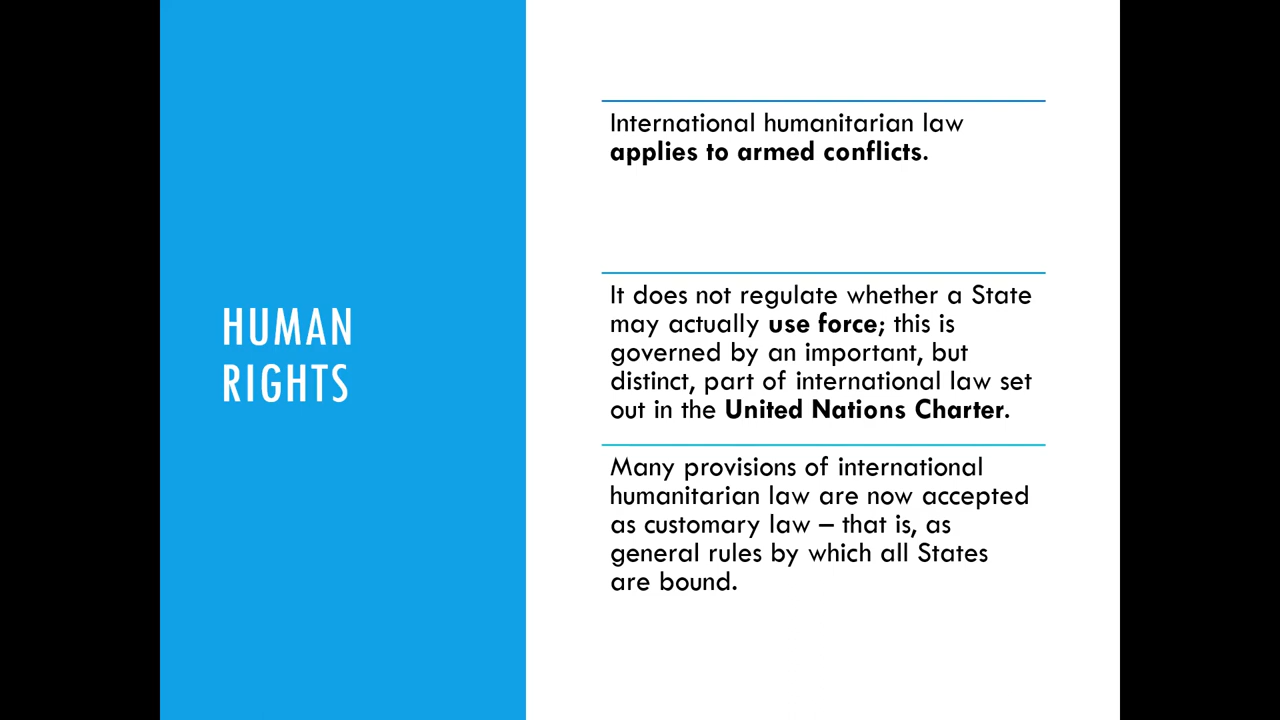 HUMAN
RIGHTS
International humanitarian law
applies to armed conflicts.
It does not regulate whether a State
may actually use force; this is
governed by an important, but
distinct, part of international law set
out in the United Nations Charter.
Many provisions of international
humanitarian law are now accepted
as customary law – that is, as
general rules by which all States
are bound.